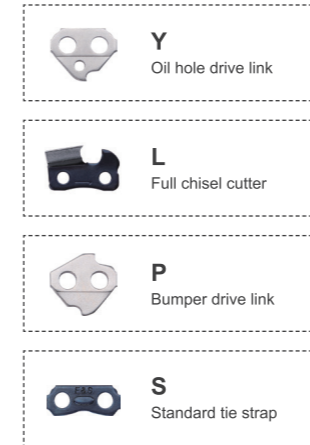 Y
Oil hole drive link
L
Full chisel cutter
P
Bumper drive link
S
Standard tie strap